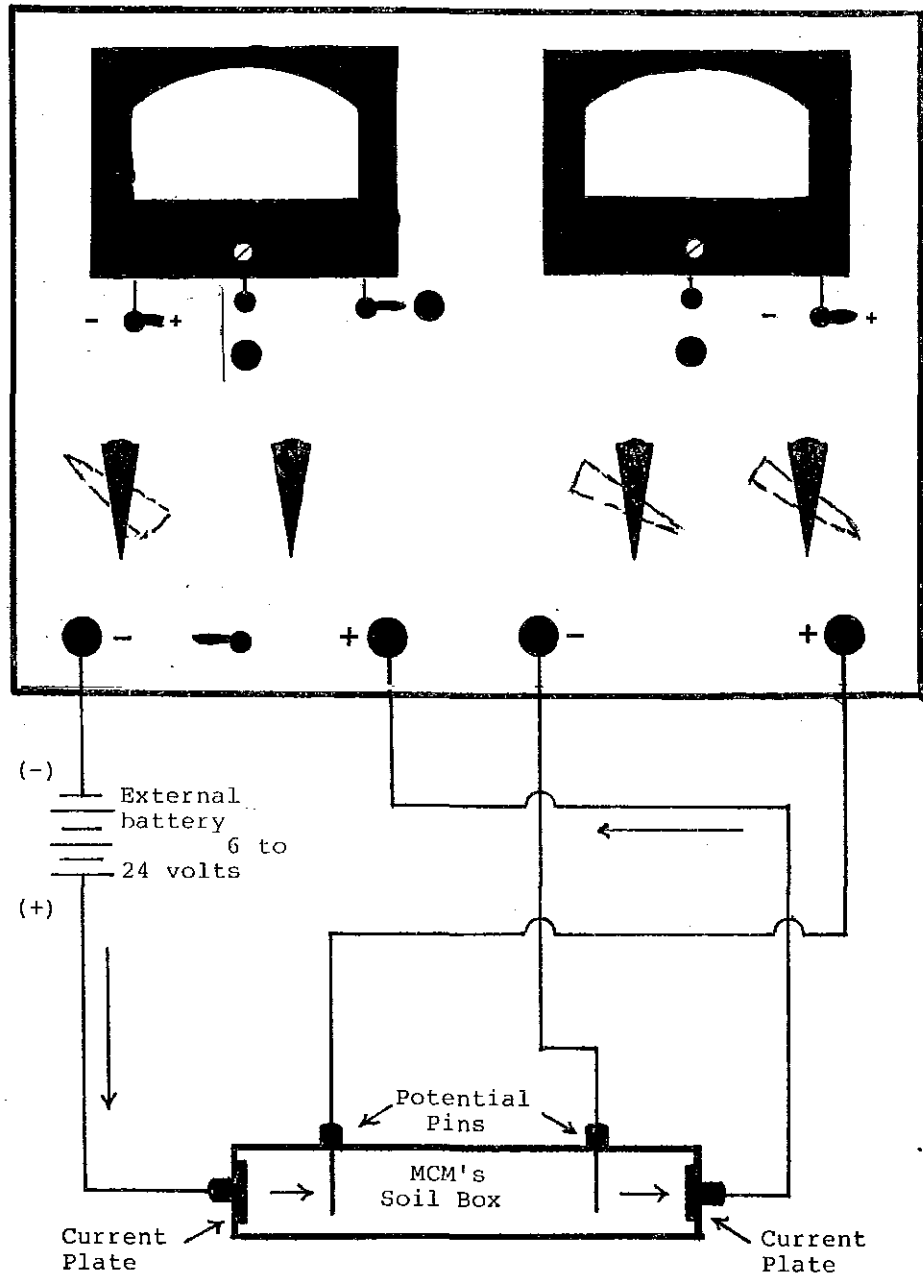 - +
- +
- + - +
(-)
External
battery
6 to
24 volts
(+)
Potential
Pins
MCM's
Soil Box
Current
Plate
Current
Plate